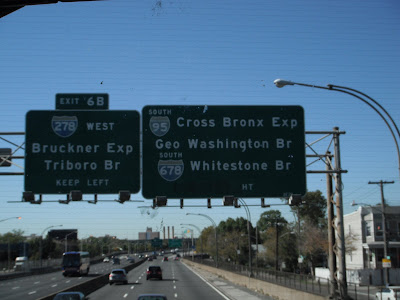 EXIT 6B
278 WEST
Bruckner Exp
Triboro Br
KEEP LEFT
SOUTH
95 Cross Bronx Exp
Geo Washington Br
SOUTH
678 Whitestone Br
HT